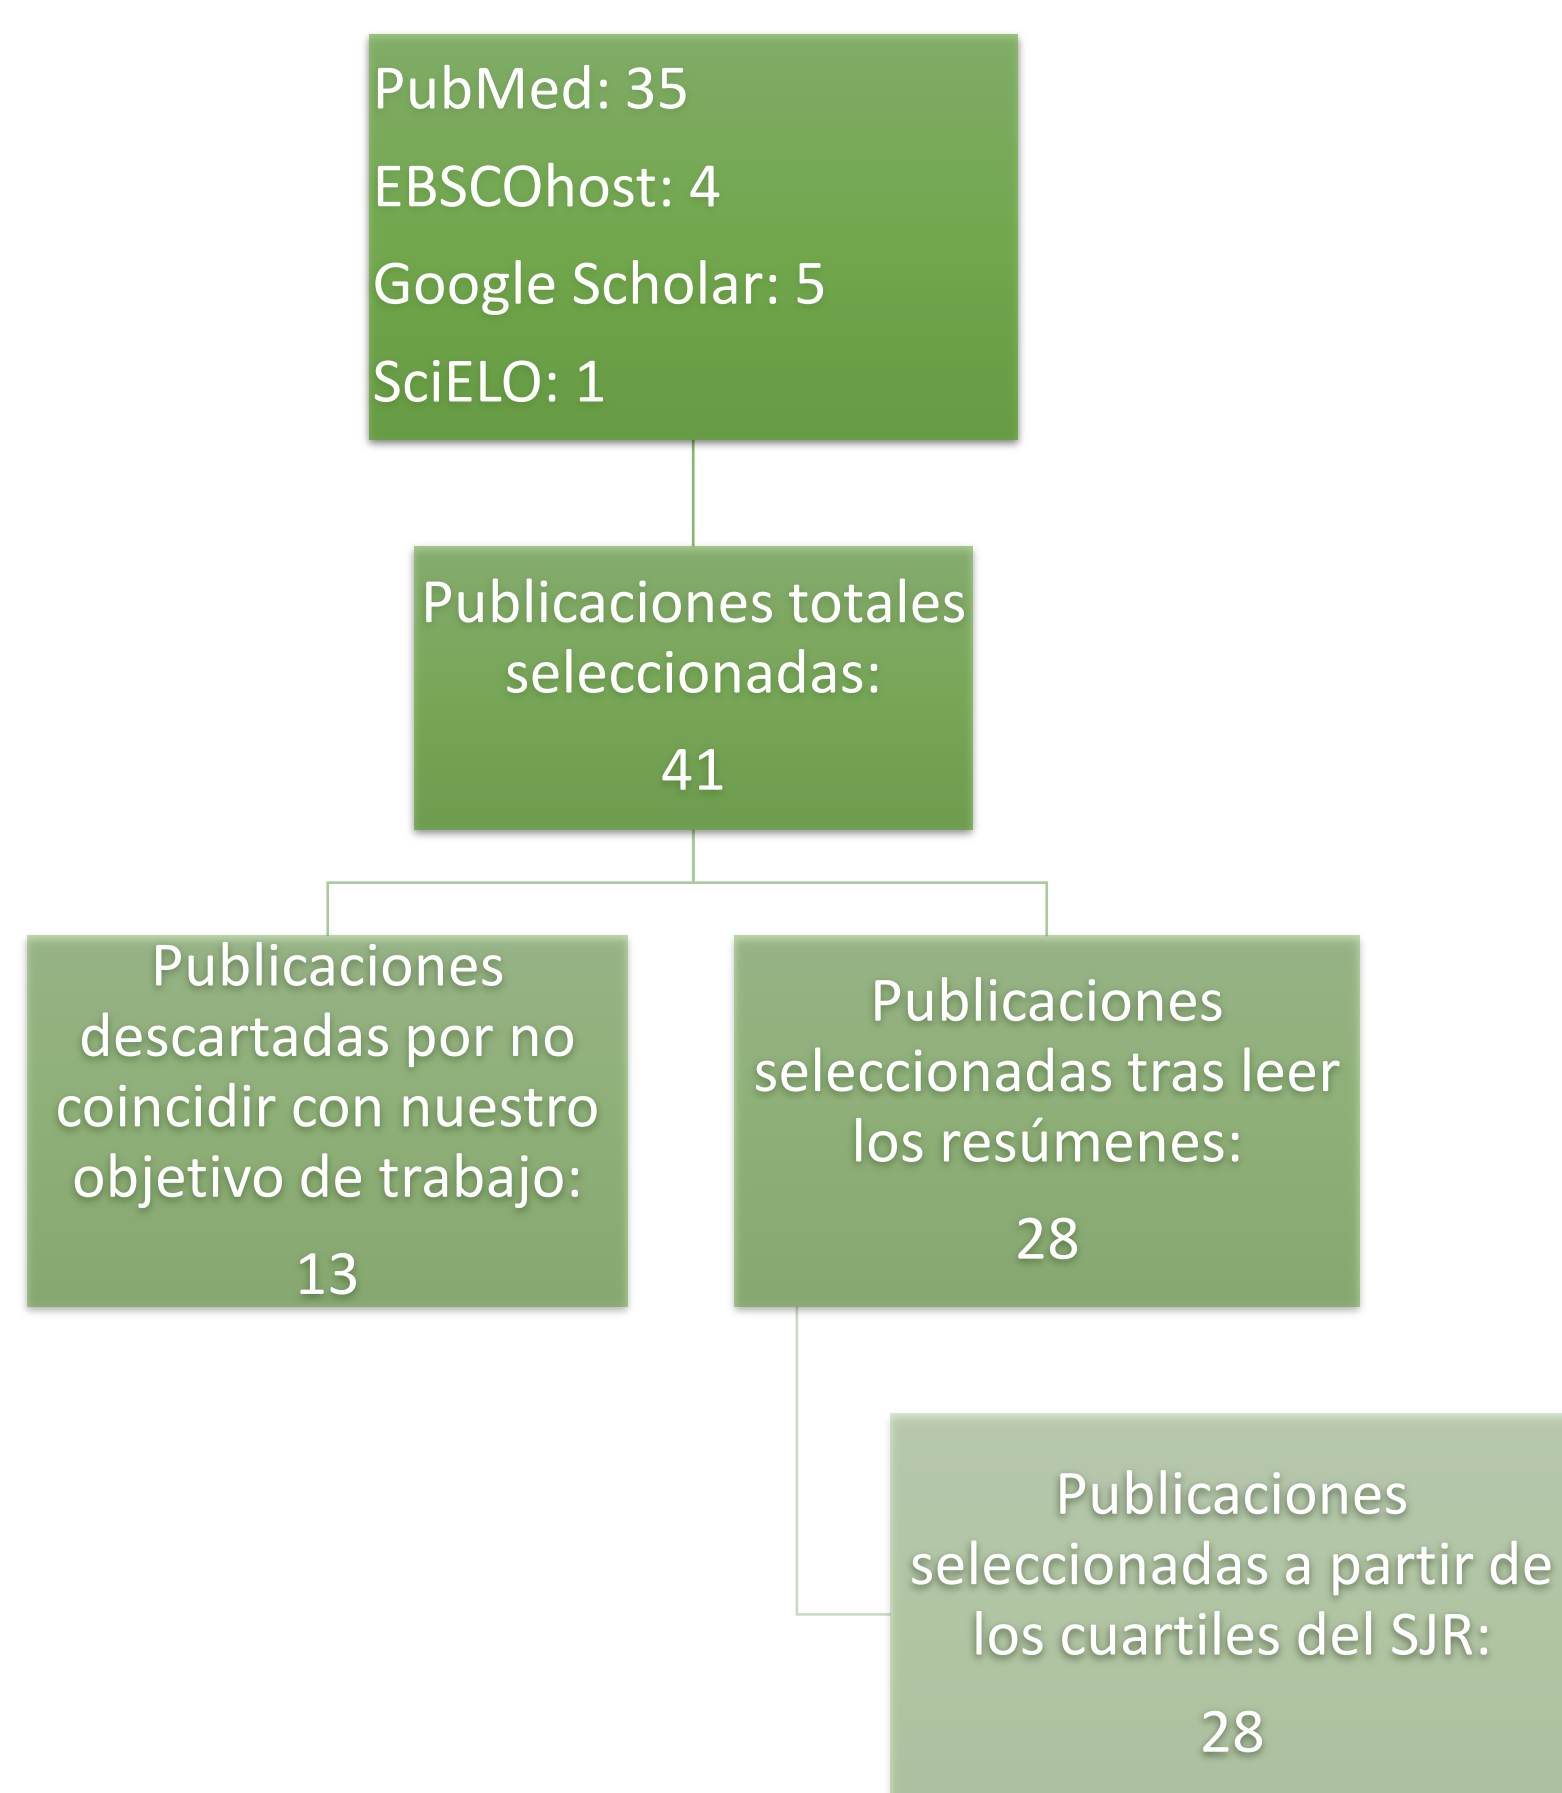 PubMed: 35
EBSCOhost: 4
Google Scholar: 5
SciELO: 1
Publicaciones totales
seleccionadas:
41
Publicaciones
descartadas por no
coincidir con nuestro
objetivo de trabajo:
13
Publicaciones
seleccionadas tras leer
los resúmenes:
28
Publicaciones
seleccionadas a partir de
los cuartiles del SJR:
28